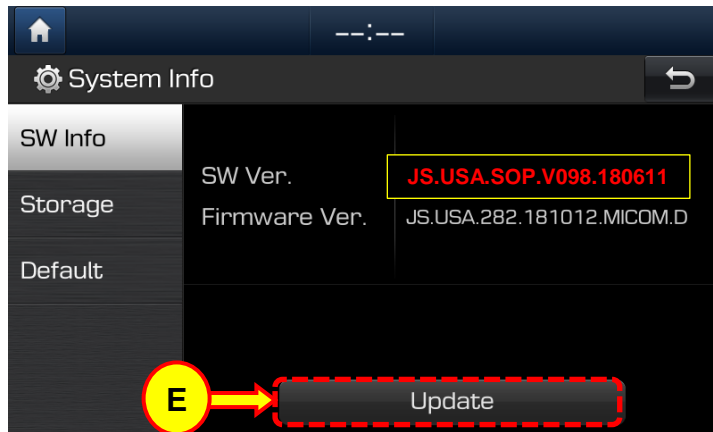 --:--
System Info
SW Info
SW Ver. JS.USA.SOP.V098.180611
Storage
Firmware Ver. JS.USA.282.181012.MICOM.D
Default
E
Update